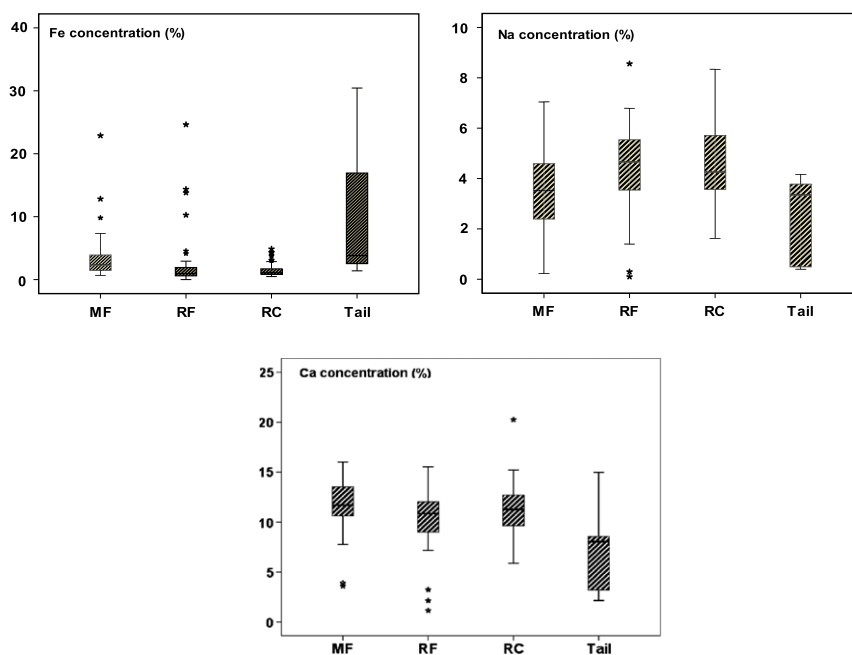 Fe concentration (%)
40
30
20
10
0
MF RF RC Tail
Na concentration (%)
10
8
6
4
2
0
MF RF RC Tail
Ca concentration (%)
25
20
15
10
5
0
MF RF RC Tail